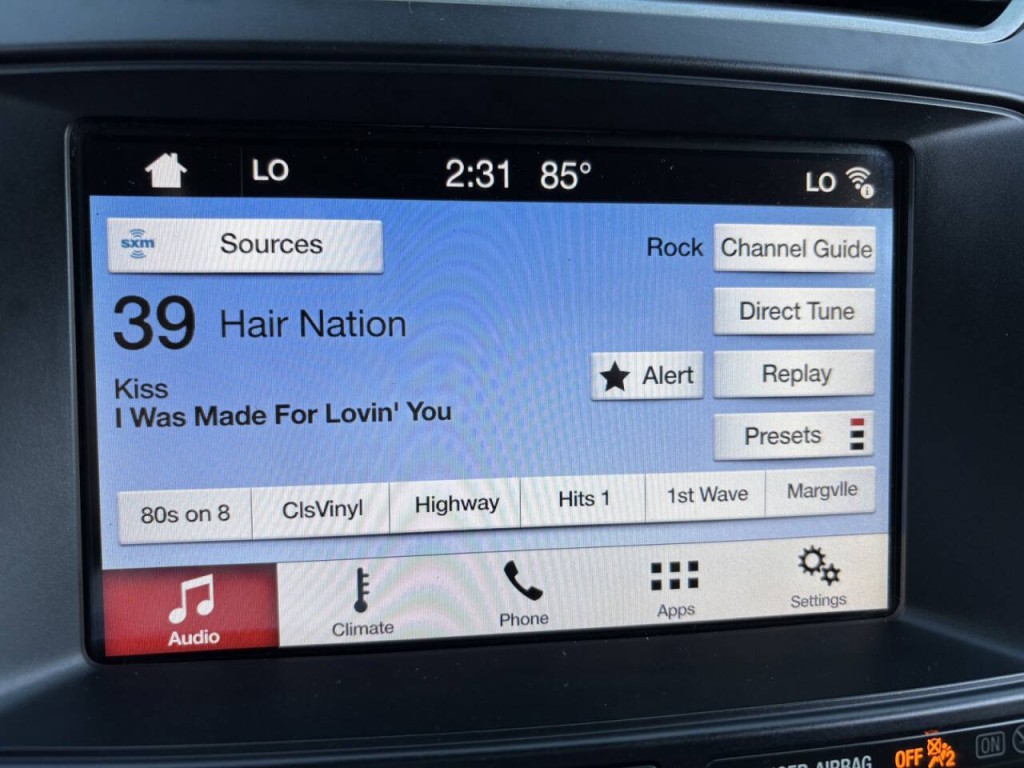 LO 2:31 85° LO
sxm Sources
Rock Channel Guide
39 Hair Nation
Direct Tune
Kiss
I Was Made For Lovin' You
Alert Replay
Presets
80s on 8 ClsVinyl Highway Hits 1 1st Wave Margvlle
Audio Climate Phone Apps Settings
AIRBAG OFF 2 ON